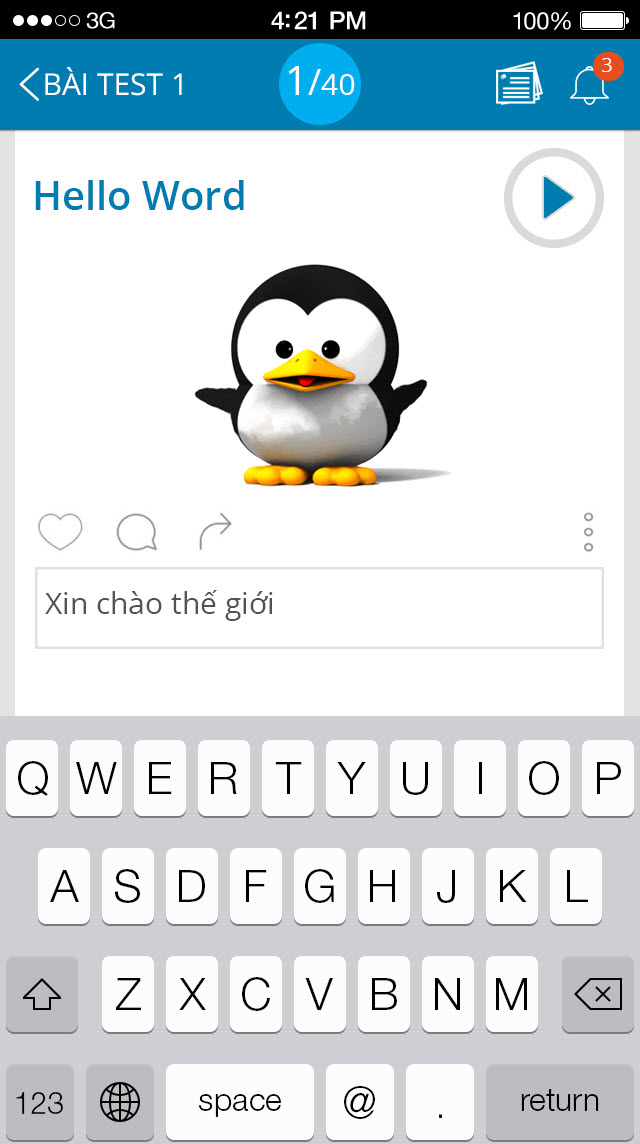 3G 4:21 PM 100%
BÀI TEST 1 1/40 3
Hello Word
Xin chào thế giới
Q W E R T Y U I O P
A S D F G H J K L
Z X C V B N M
123 space @ . return